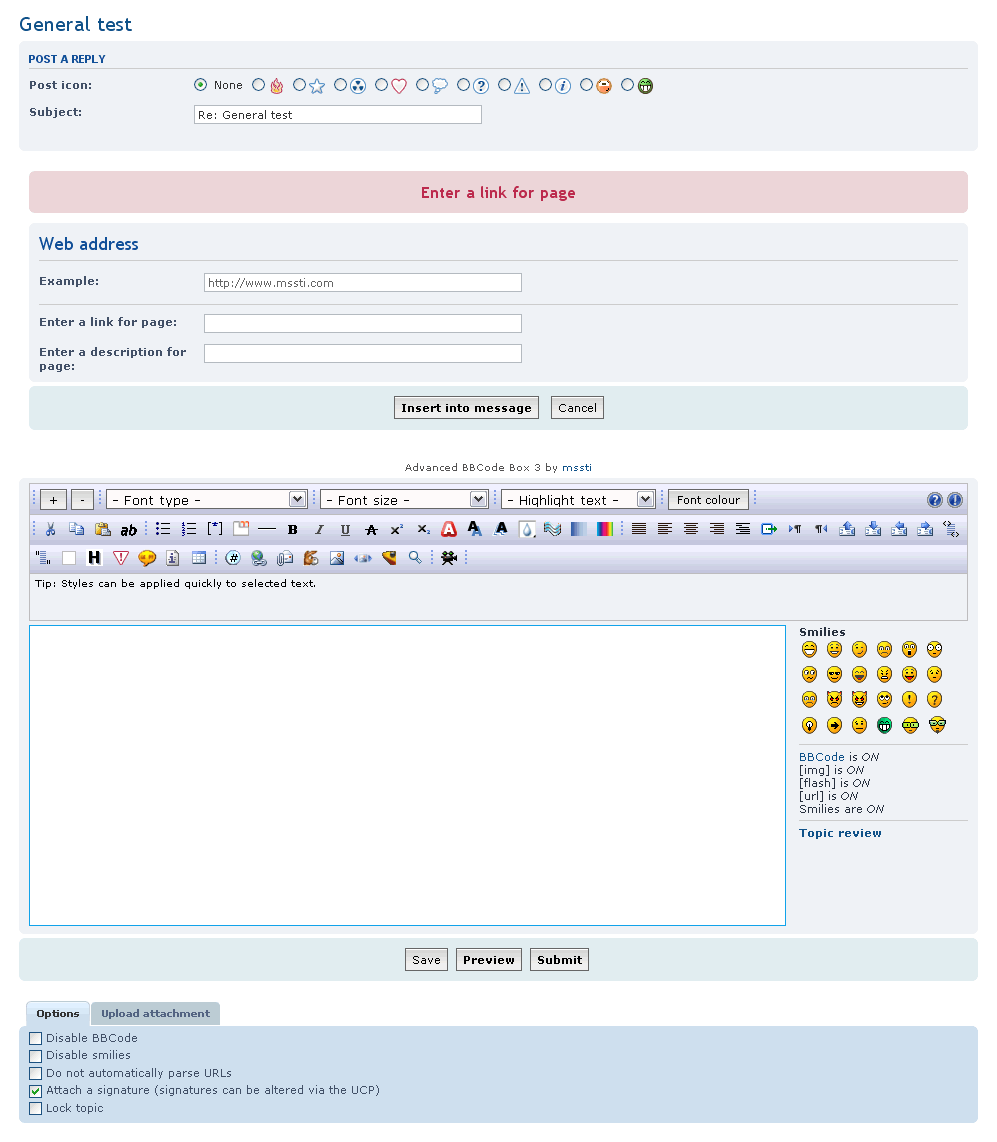 General test
POST A REPLY
Post icon: None
Subject: Re: General test
Enter a link for page
Web address
Example: http://www.mssti.com
Enter a link for page:
Enter a description for
page:
Insert into message Cancel
Advanced BBCode Box 3 by mssti
+ - - Font type - - Font size - - Highlight text - Font colour
Tip: Styles can be applied quickly to selected text.
Smilies
BBCode is ON
[img] is ON
[flash] is ON
[url] is ON
Smilies are ON
Topic review
Save Preview Submit
Options Upload attachment
Disable BBCode
Disable smilies
Do not automatically parse URLs
Attach a signature (signatures can be altered via the UCP)
Lock topic